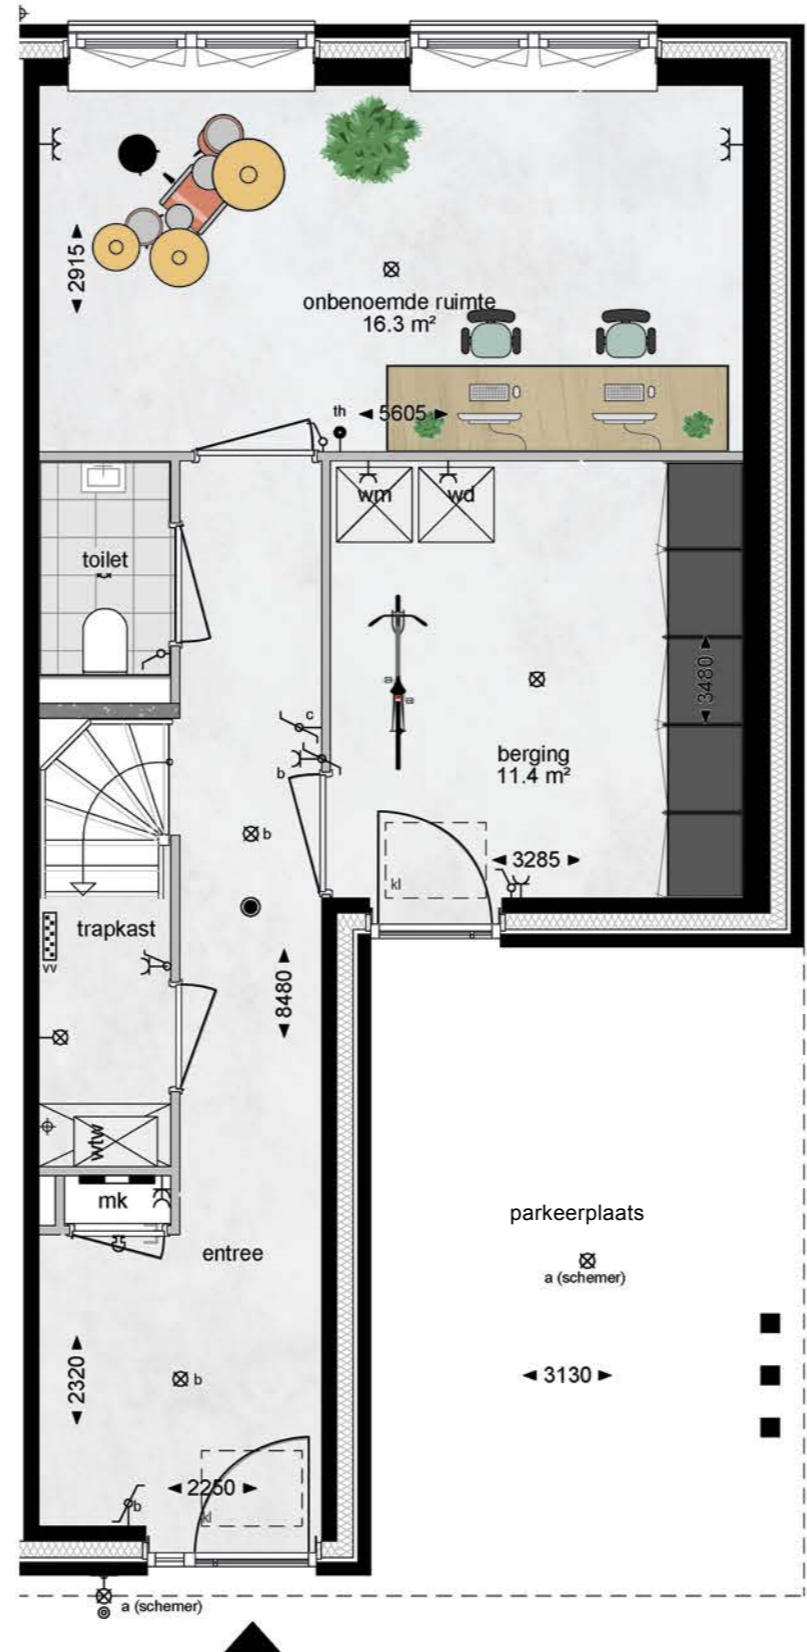 2915
onbenoemde ruimte
16.3 m²
th
5605
wm
wd
toilet
3480
c
berging
11.4 m²
b
b
3285
kl
trapkast
vv
8480
wtw
mk
entree
parkeerplaats
a (schemer)
2320
b
3130
2250
b
kl
a (schemer)